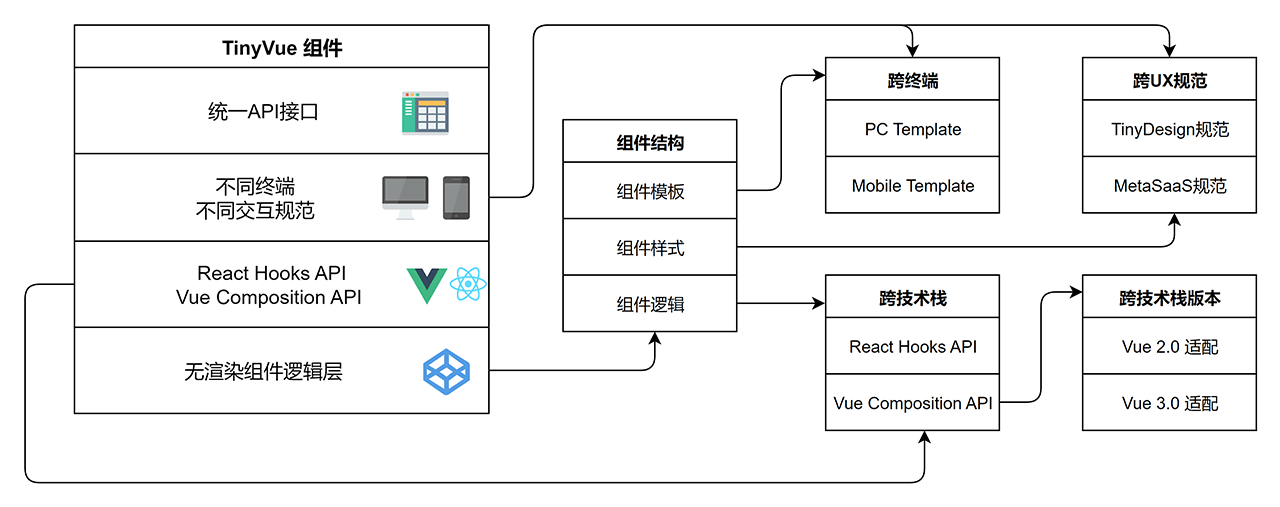 TinyVue 组件
统一API接口
不同终端
不同交互规范
React Hooks API
Vue Composition API
无渲染组件逻辑层
组件结构
组件模板
组件样式
组件逻辑
跨终端
PC Template
Mobile Template
跨UX规范
TinyDesign规范
MetaSaaS规范
跨技术栈
React Hooks API
Vue Composition API
跨技术栈版本
Vue 2.0 适配
Vue 3.0 适配